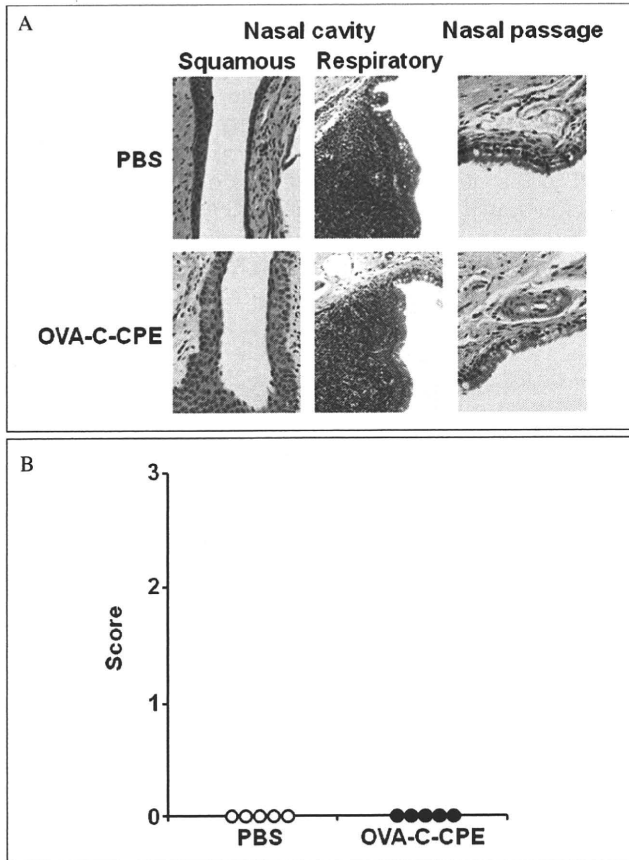 A
Nasal cavity Nasal passage
Squamous Respiratory
PBS
OVA-C-CPE
B
3
2
1
0
Score
PBS OVA-C-CPE